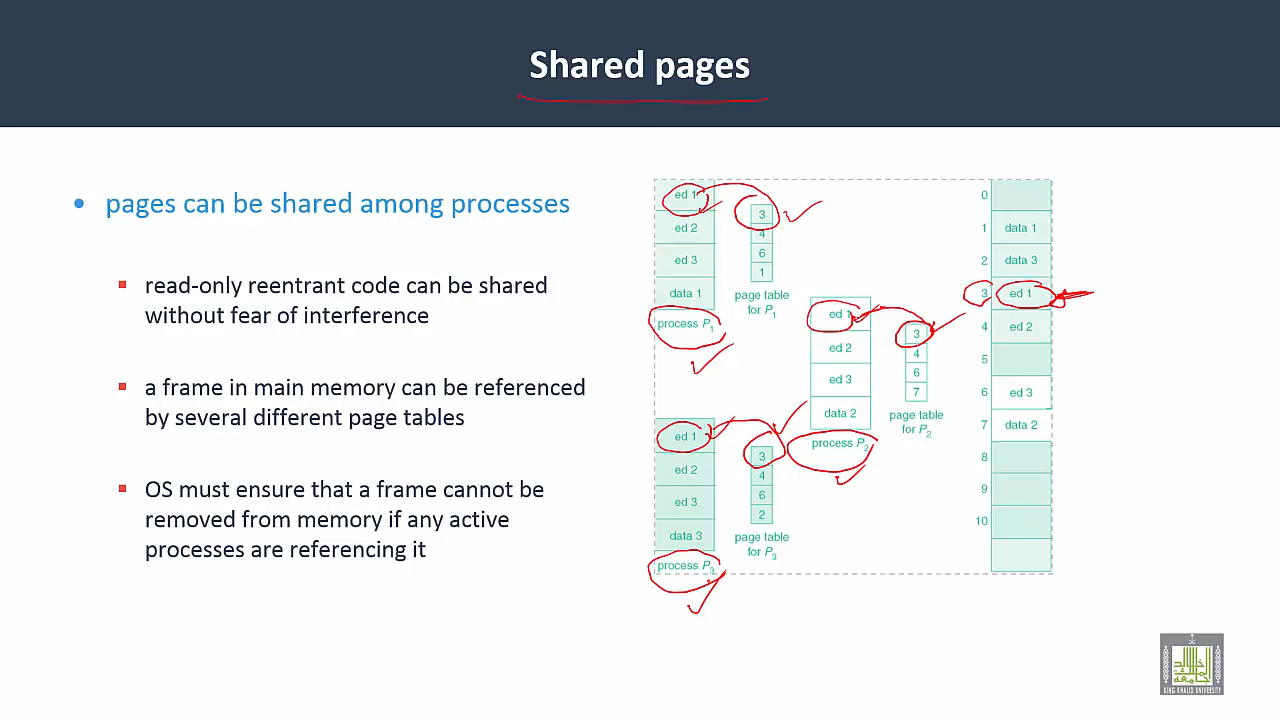 Shared pages
• pages can be shared among processes
▪ read-only reentrant code can be shared
without fear of interference
▪ a frame in main memory can be referenced
by several different page tables
▪ OS must ensure that a frame cannot be
removed from memory if any active
processes are referencing it
ed 1
ed 2
ed 3
data 1
process P1
3
4
6
1
page table
for P1
ed 1
ed 2
ed 3
data 2
process P2
3
4
6
7
page table
for P2
ed 1
ed 2
ed 3
data 3
process P3
3
4
6
2
page table
for P3
0
1 data 1
2 data 3
3 ed 1
4 ed 2
5
6 ed 3
7 data 2
8
9
10
KING KHALID UNIVERSITY